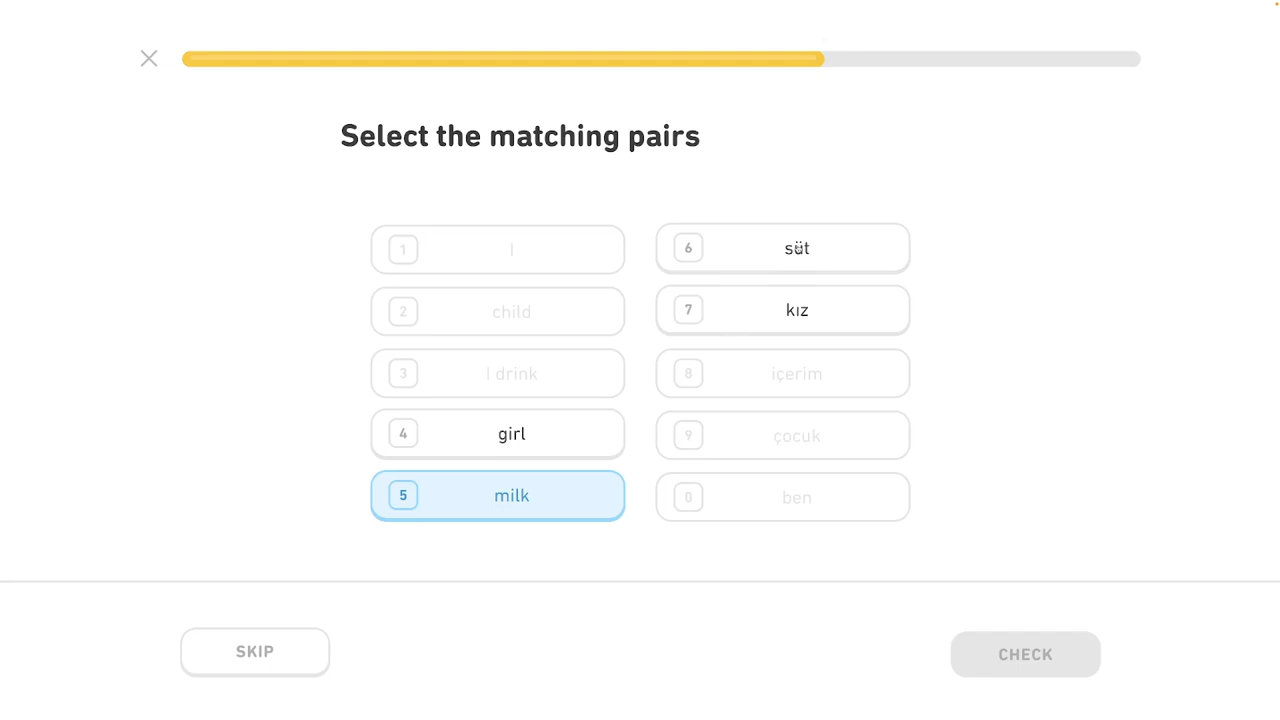 Select the matching pairs
1 I
6 süt
2 child
7 kız
3 I drink
8 içerim
4 girl
9 çocuk
5 milk
0 ben
SKIP
CHECK